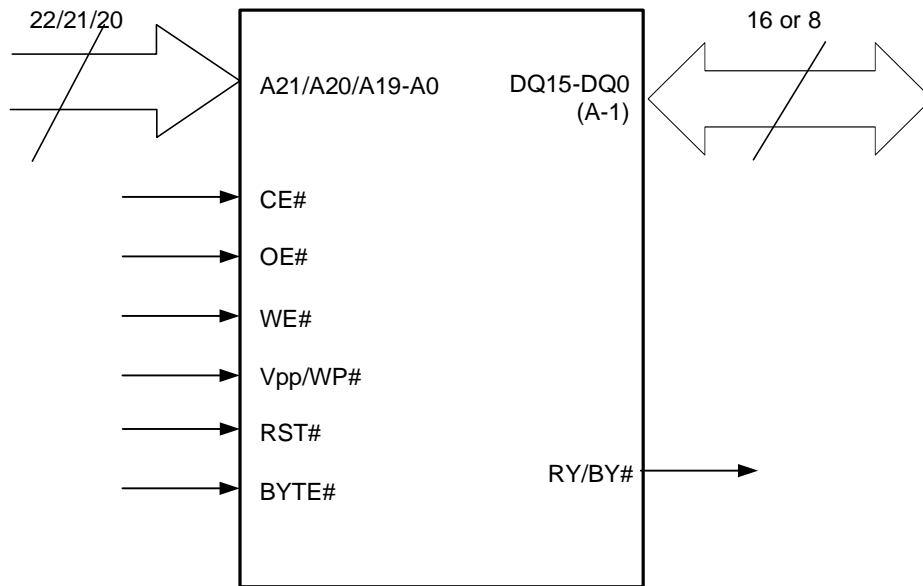 22/21/20
16 or 8
A21/A20/A19-A0
DQ15-DQ0
(A-1)
CE#
OE#
WE#
Vpp/WP#
RST#
RY/BY#
BYTE#